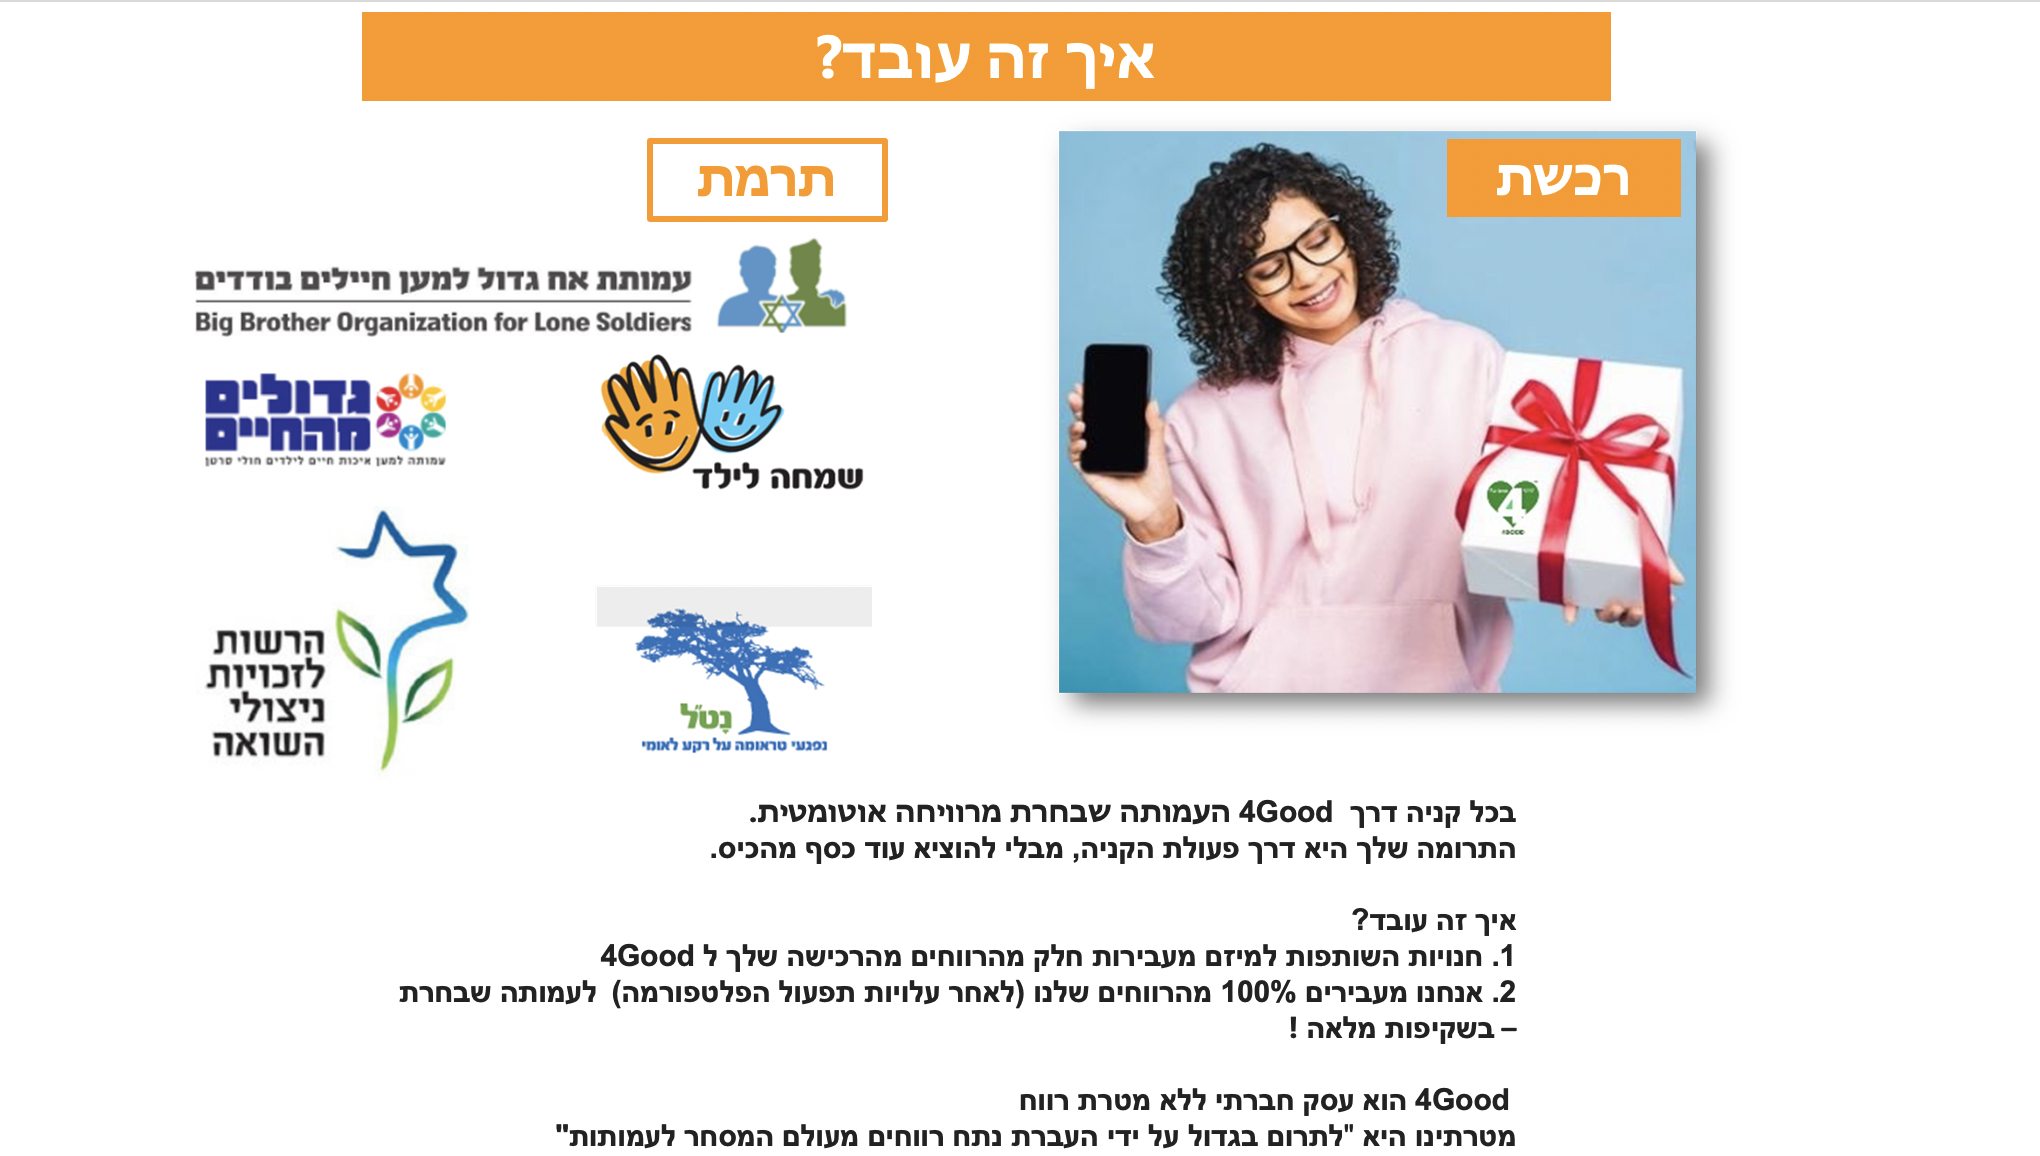 איך זה עובד?
רכשת
4
4GOOD
תרמת
עמותת אח גדול למען חיילים בודדים
Big Brother Organization for Lone Soldiers
שמחה לילד
גדולים
מהחיים
עמותה למען איכות חיים לילדים חולי סרטן
נָטַ"ל
נפגעי טראומה על רקע לאומי
הרשות
לזכויות
ניצולי
השואה
בכל קניה דרך 4Good העמותה שבחרת מרוויחה אוטומטית.
התרומה שלך היא דרך פעולת הקניה, מבלי להוציא עוד כסף מהכיס.
איך זה עובד?
1. חנויות השותפות למיזם מעבירות חלק מהרווחים מהרכישה שלך ל 4Good
2. אנחנו מעבירים 100% מהרווחים שלנו (לאחר עלויות תפעול הפלטפורמה) לעמותה שבחרת
– בשקיפות מלאה !
4Good הוא עסק חברתי ללא מטרת רווח
מטרתינו היא "לתרום בגדול על ידי העברת נתח רווחים מעולם המסחר לעמותות"